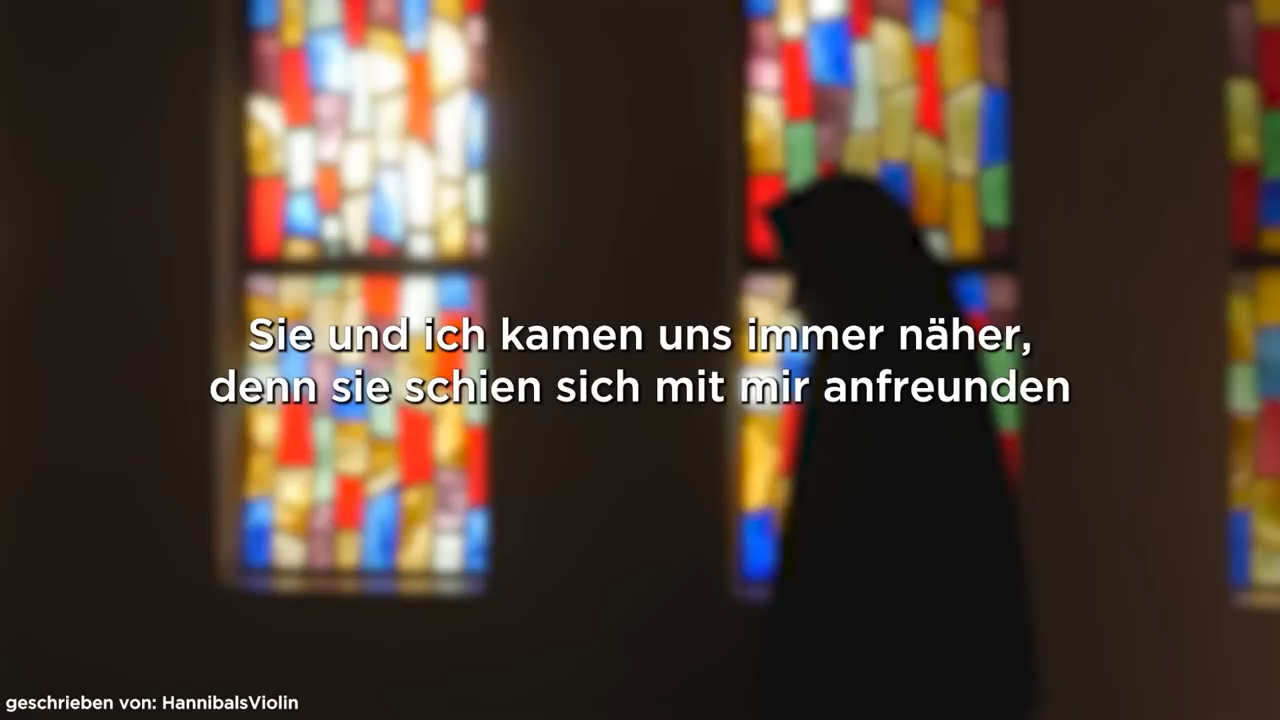 Sie und ich kamen uns immer näher,
denn sie schien sich mit mir anfreunden
geschrieben von: HannibalsViolin